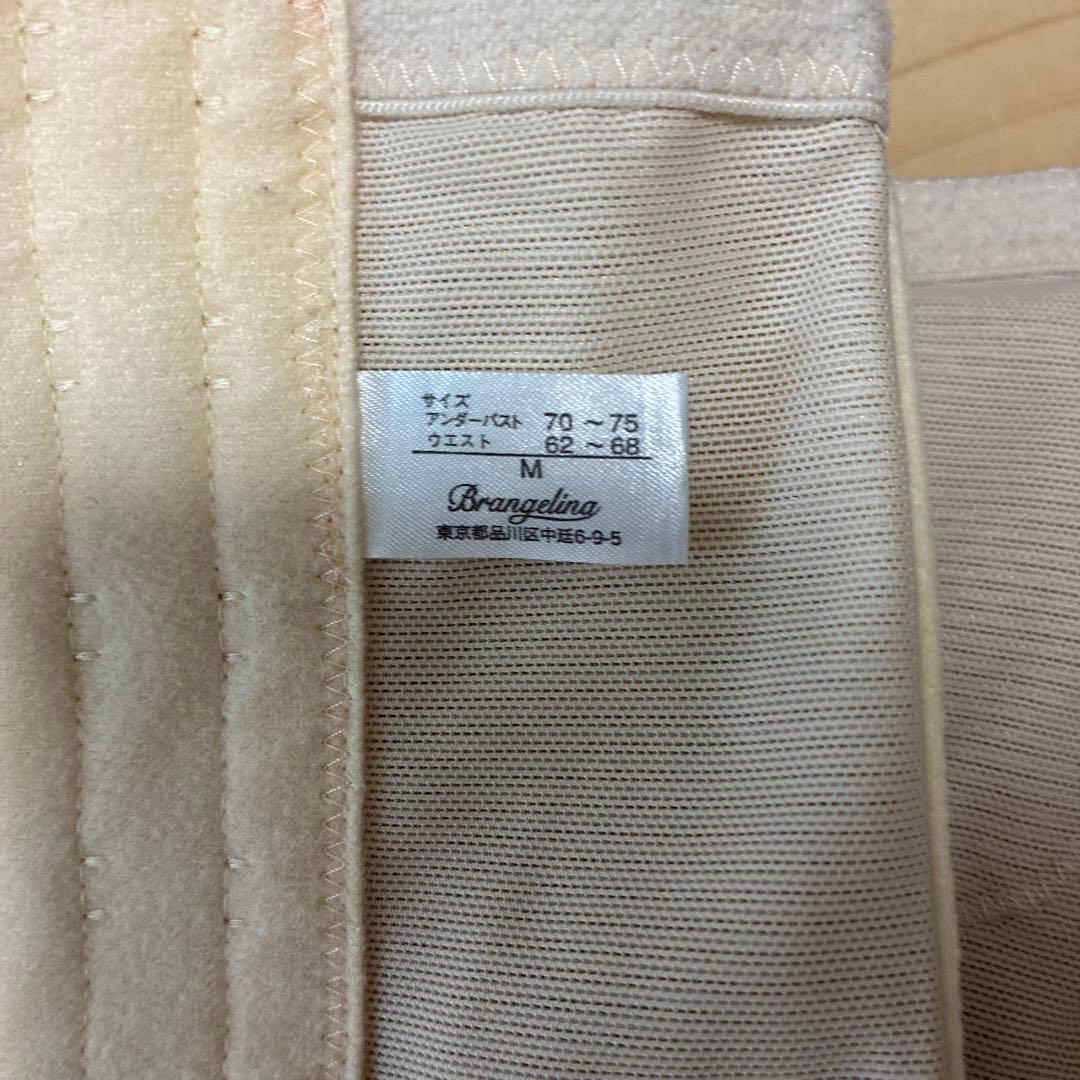 サイズ
アンダーバスト 70 ～75
ウエスト 62 ～68
M
Brangelina
東京都品川区中延6-9-5